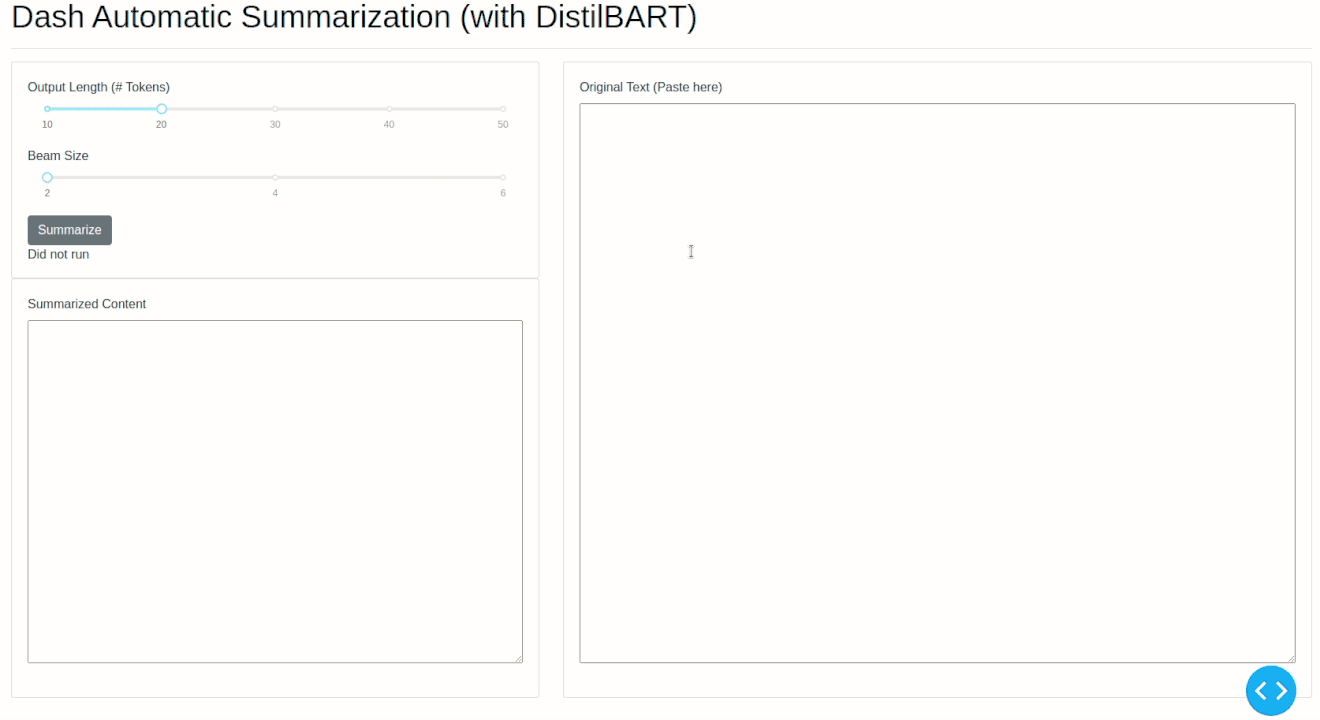 Dash Automatic Summarization (with DistilBART)
Output Length (# Tokens)
10 20 30 40 50
Beam Size
2 4 6
Summarize
Did not run
Summarized Content
Original Text (Paste here)